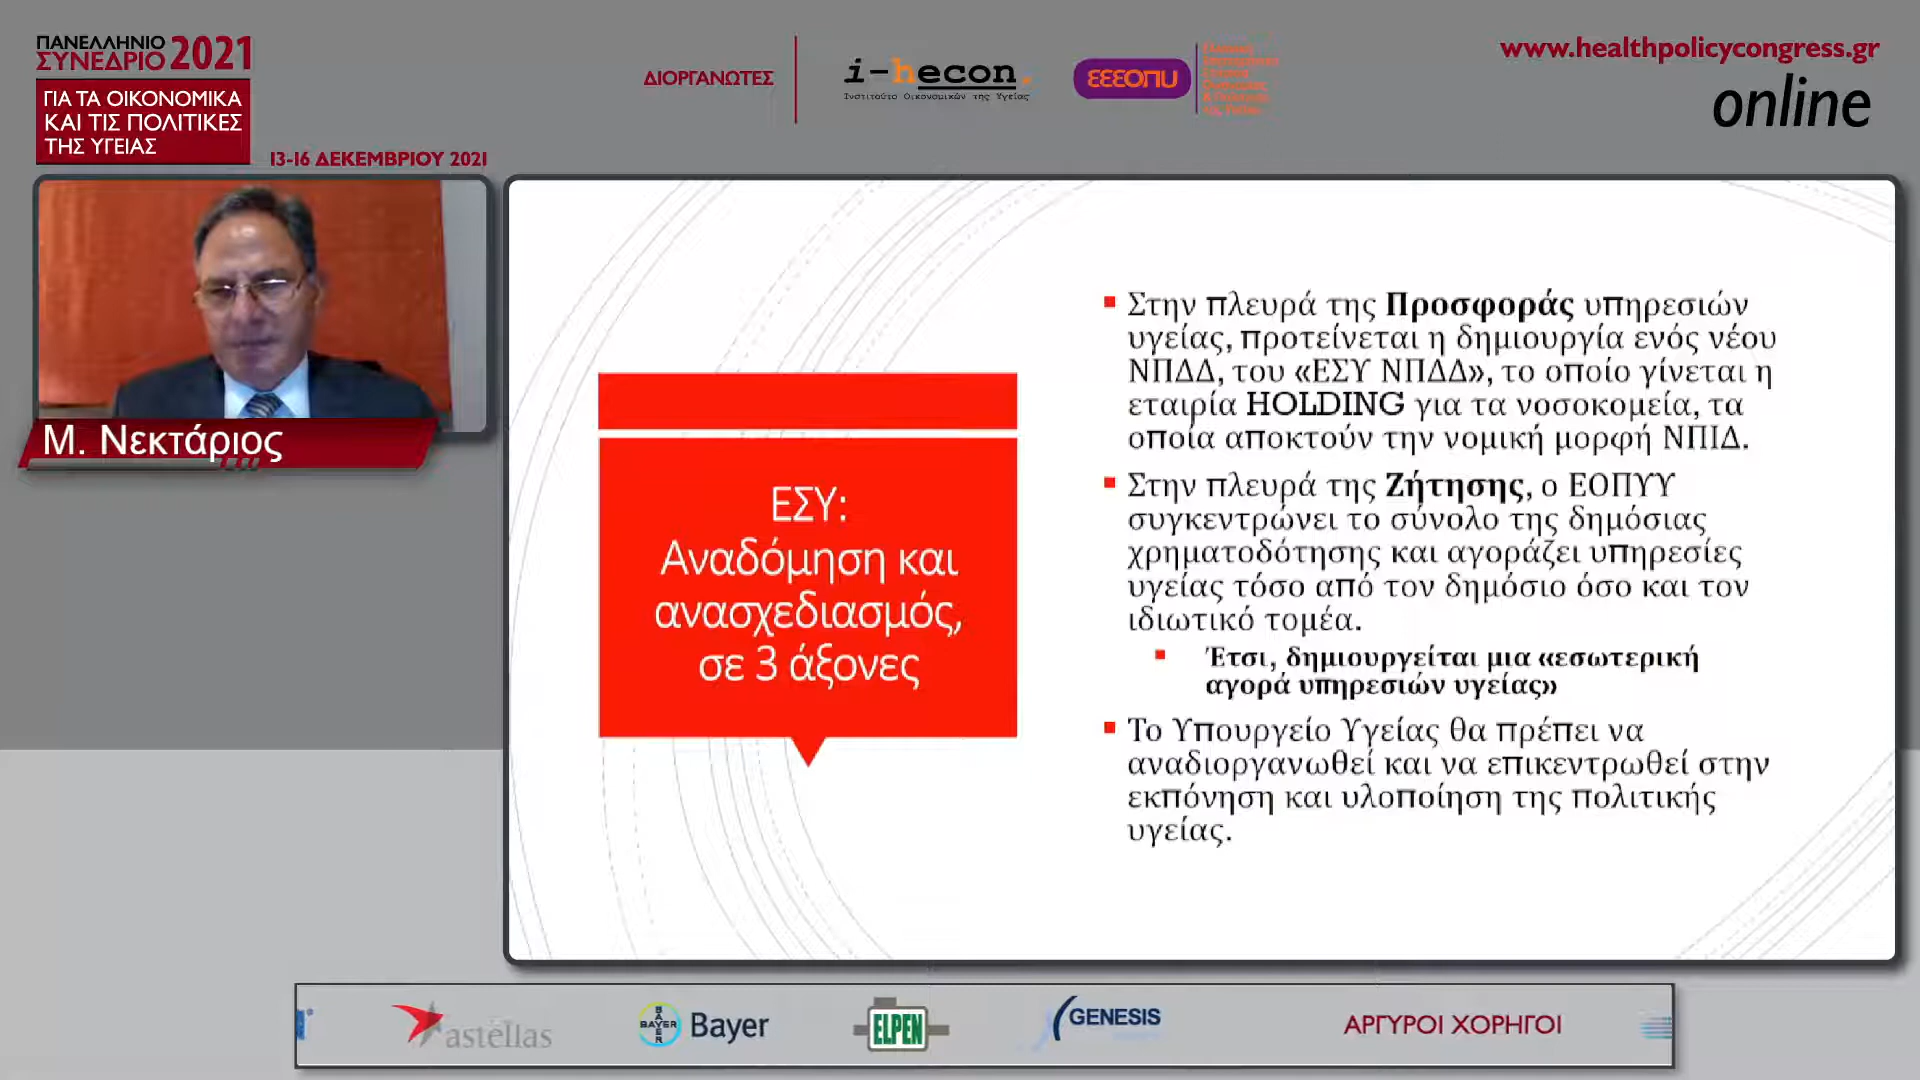 ΠΑΝΕΛΛΗΝΙΟ
ΣΥΝΕΔΡΙΟ 2021
ΓΙΑ ΤΑ ΟΙΚΟΝΟΜΙΚΑ
ΚΑΙ ΤΙΣ ΠΟΛΙΤΙΚΕΣ
ΤΗΣ ΥΓΕΙΑΣ
13-16 ΔΕΚΕΜΒΡΙΟΥ 2021
ΔΙΟΡΓΑΝΩΤΕΣ
i-hecon.
Ινστιτούτο Οικονομικών της Υγείας
ΕΕΕΟΠΥ
www.healthpolicycongress.gr
online
Μ. Νεκτάριος
ΕΣΥ:
Αναδόμηση και
ανασχεδιασμός,
σε 3 άξονες
Στην πλευρά της Προσφοράς υπηρεσιών
υγείας, προτείνεται η δημιουργία ενός νέου
ΝΠΔΔ, του «ΕΣΥ ΝΠΔΔ», το οποίο γίνεται η
εταιρία HOLDING για τα νοσοκομεία, τα
οποία αποκτούν την νομική μορφή ΝΠΙΔ.
Στην πλευρά της Ζήτησης, ο ΕΟΠΥΥ
συγκεντρώνει το σύνολο της δημόσιας
χρηματοδότησης και αγοράζει υπηρεσίες
υγείας τόσο από τον δημόσιο όσο και τον
ιδιωτικό τομέα.
Έτσι, δημιουργείται μια «εσωτερική
αγορά υπηρεσιών υγείας»
Το Υπουργείο Υγείας θα πρέπει να
αναδιοργανωθεί και να επικεντρωθεί στην
εκπόνηση και υλοποίηση της πολιτικής
υγείας.
astellas
BAYER
Bayer
ELPEN
GENESIS
ΑΡΓΥΡΟΙ ΧΟΡΗΓΟΙ